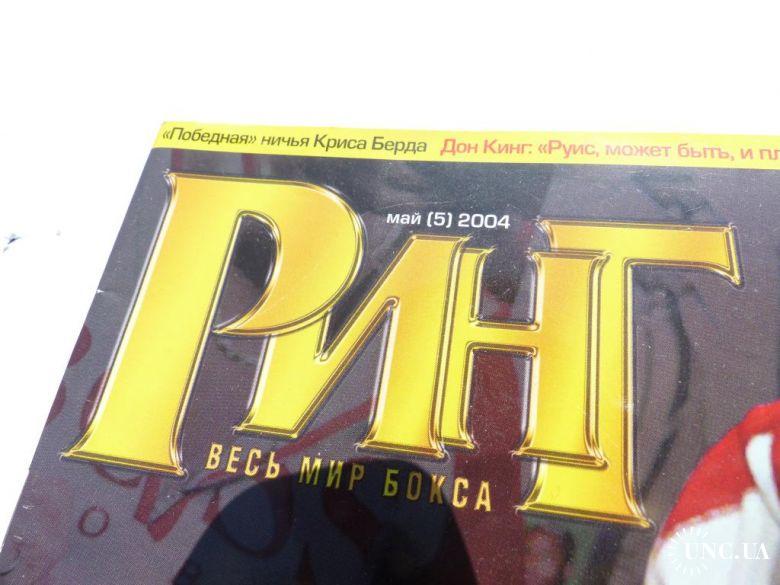 «Победная» ничья Криса Берда Дон Кинг: «Руис, может быть, и
май (5) 2004
РИНГ
ВЕСЬ МИР БОКСА
UNC.UA